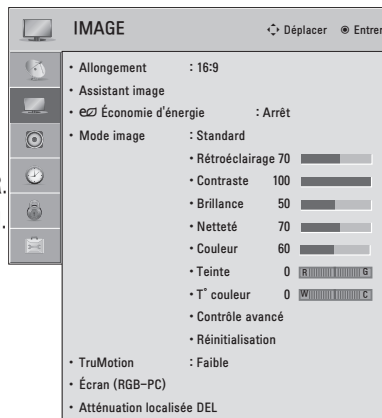 IMAGE Déplacer Entrer
• Allongement : 16:9
• Assistant image
• Économie d'énergie : Arrêt
• Mode image : Standard
• Rétroéclairage 70
• Contraste 100
• Brillance 50
• Netteté 70
• Couleur 60
• Teinte 0 R G
• T° couleur 0 W C
• Contrôle avancé
• Réinitialisation
• TruMotion : Faible
• Écran (RGB-PC)
• Atténuation localisée DEL